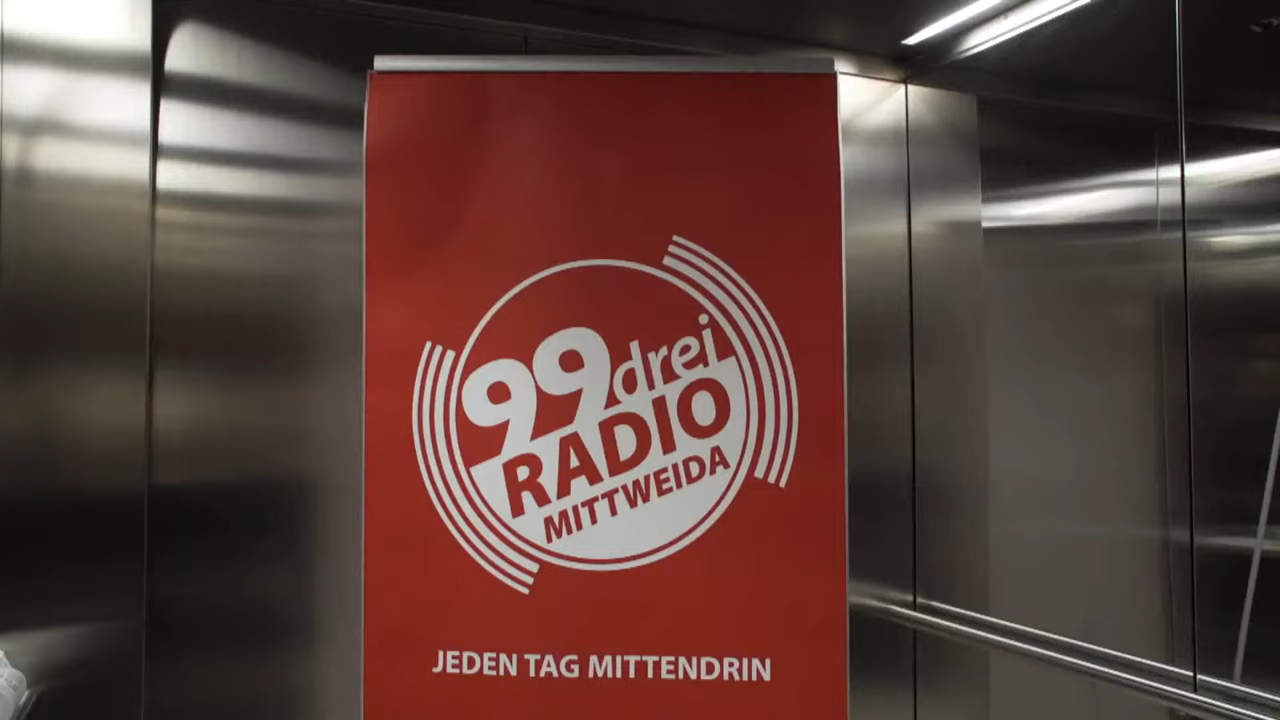 99drei
RADIO
MITTWEIDA
JEDEN TAG MITTENDRIN